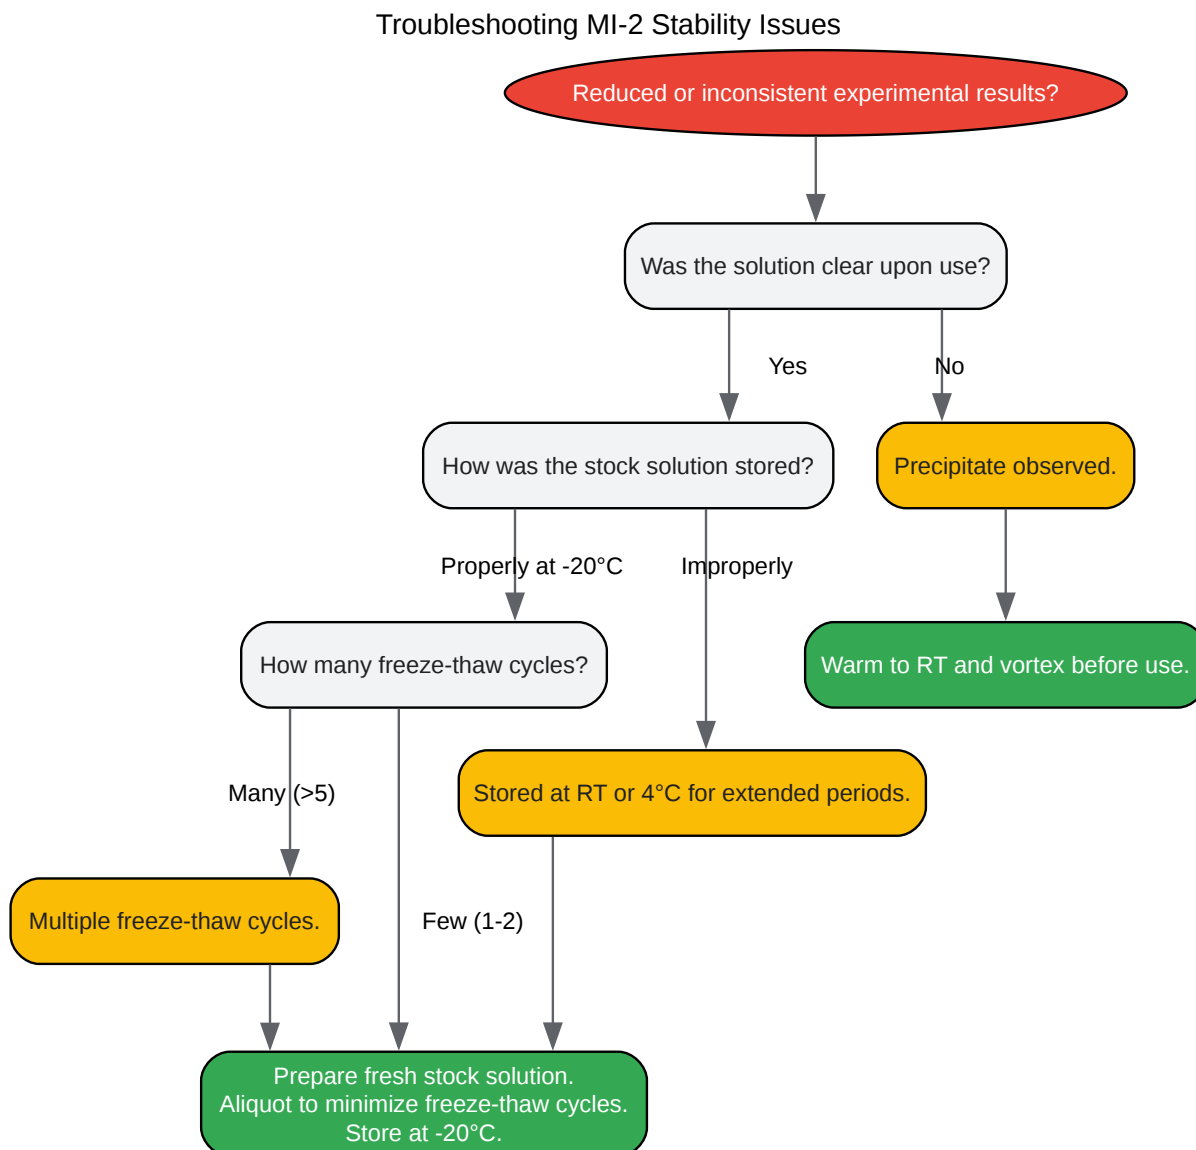 Troubleshooting MI-2 Stability Issues
Reduced or inconsistent experimental results?
Was the solution clear upon use?
Yes
No
How was the stock solution stored?
Precipitate observed.
Properly at -20°C
Improperly
How many freeze-thaw cycles?
Warm to RT and vortex before use.
Many (>5)
Stored at RT or 4°C for extended periods.
Multiple freeze-thaw cycles.
Few (1-2)
Prepare fresh stock solution.
Aliquot to minimize freeze-thaw cycles.
Store at -20°C.